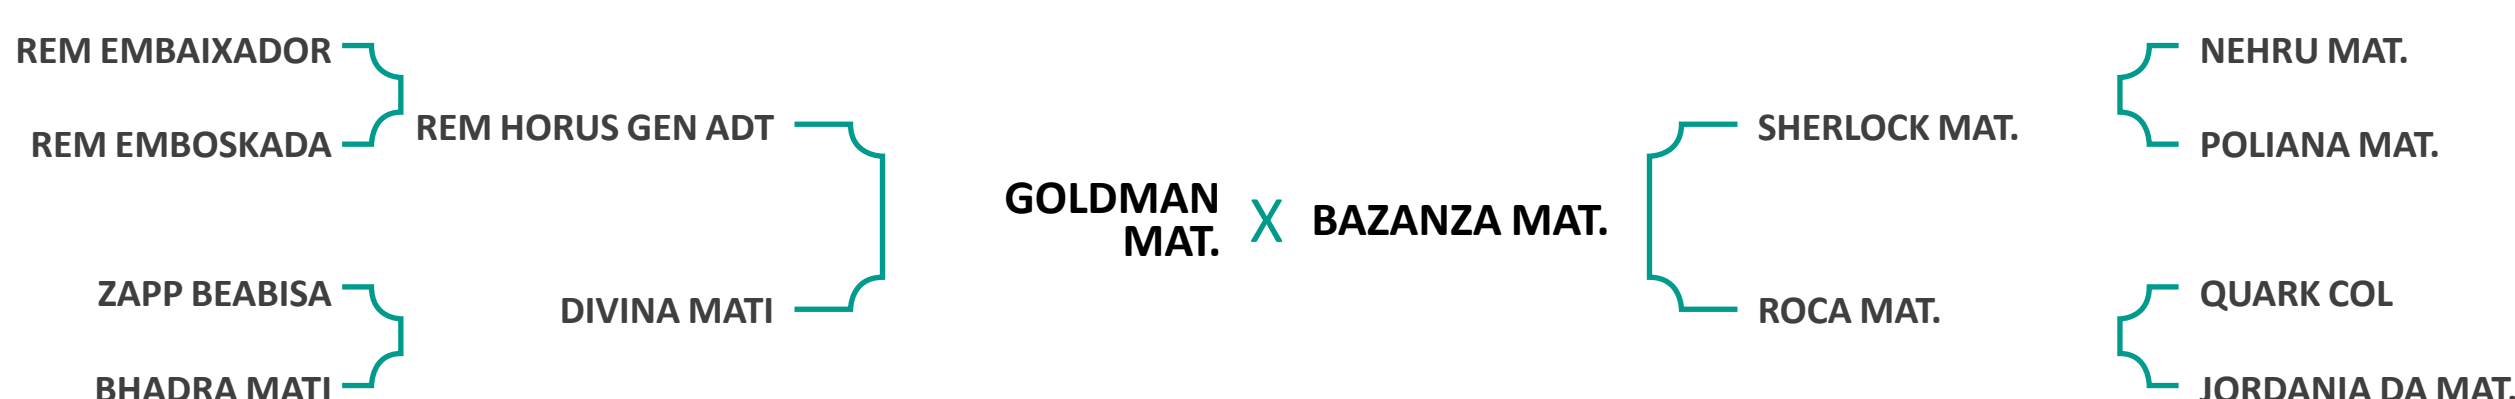 REM EMBAIXADOR
REM EMBOSKADA
REM HORUS GEN ADT
ZAPP BEABISA
BHADRA MATI
DIVINA MATI
GOLDMAN
MAT.
X
BAZANZA MAT.
SHERLOCK MAT.
ROCA MAT.
NEHRU MAT.
POLIANA MAT.
QUARK COL
JORDANIA DA MAT.